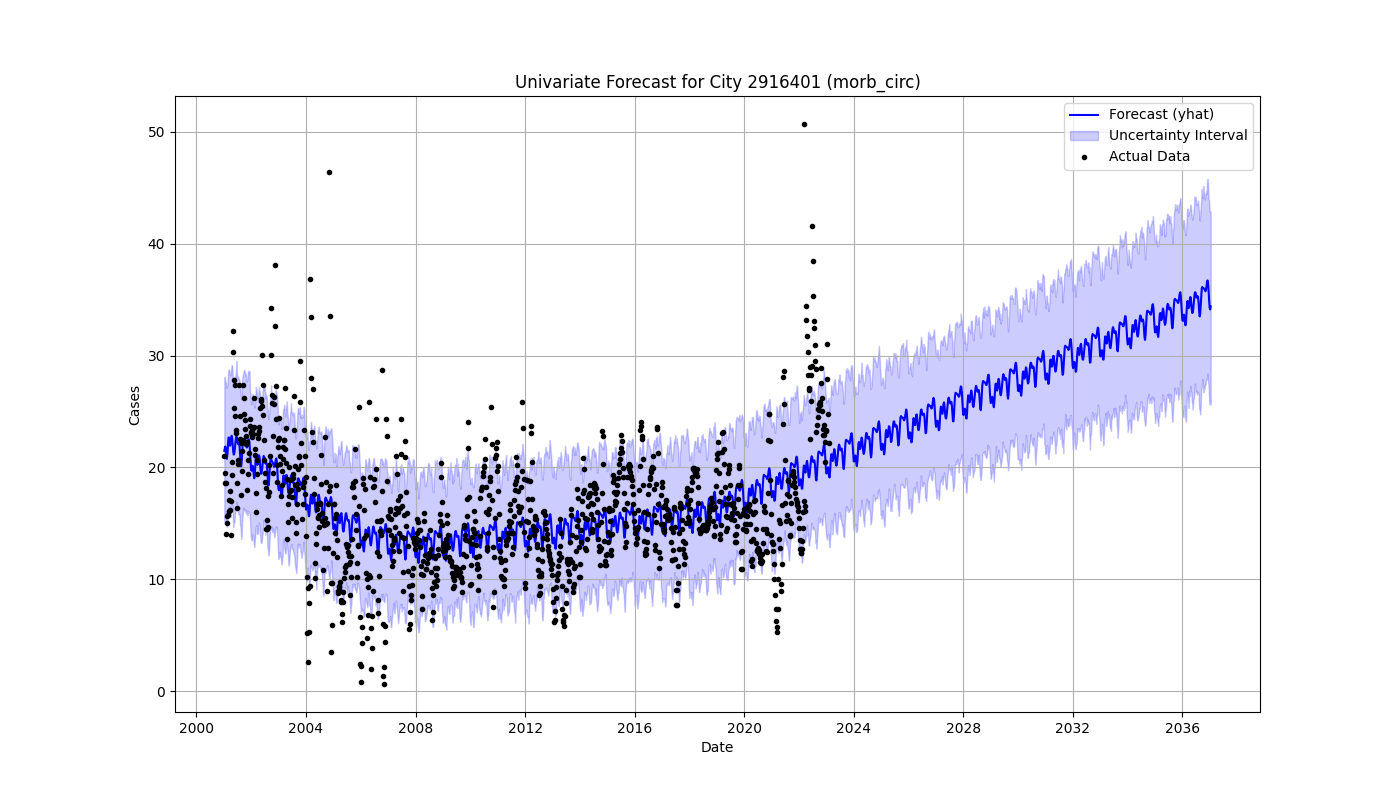 Univariate Forecast for City 2916401 (morb_circ)
Forecast (yhat)
Uncertainty Interval
Actual Data
Cases
50
40
30
20
10
0
2000 2004 2008 2012 2016 2020 2024 2028 2032 2036
Date